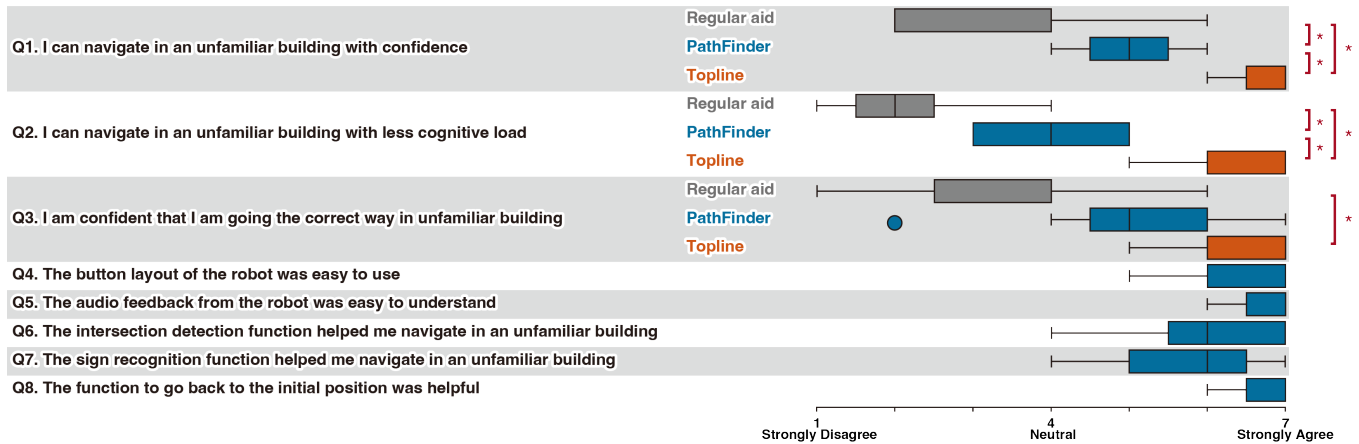 Regular aid
Q1. I can navigate in an unfamiliar building with confidence
PathFinder
Topline
*
*
*
Regular aid
Q2. I can navigate in an unfamiliar building with less cognitive load
PathFinder
Topline
*
*
*
Regular aid
Q3. I am confident that I am going the correct way in unfamiliar building
PathFinder
Topline
*
Q4. The button layout of the robot was easy to use
Q5. The audio feedback from the robot was easy to understand
Q6. The intersection detection function helped me navigate in an unfamiliar building
Q7. The sign recognition function helped me navigate in an unfamiliar building
Q8. The function to go back to the initial position was helpful
1 4 7
Strongly Disagree Neutral Strongly Agree